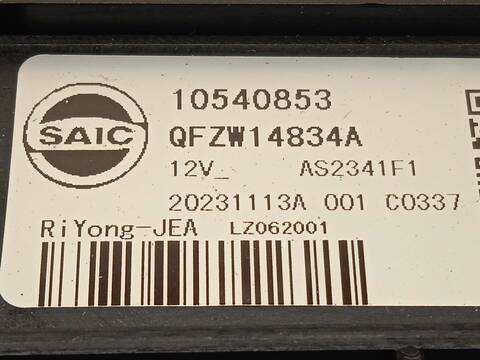 SAIC
10540853
QFZW14834A
12V_ AS2341F1
20231113A 001 C0337
RiYong-JEA LZ062001